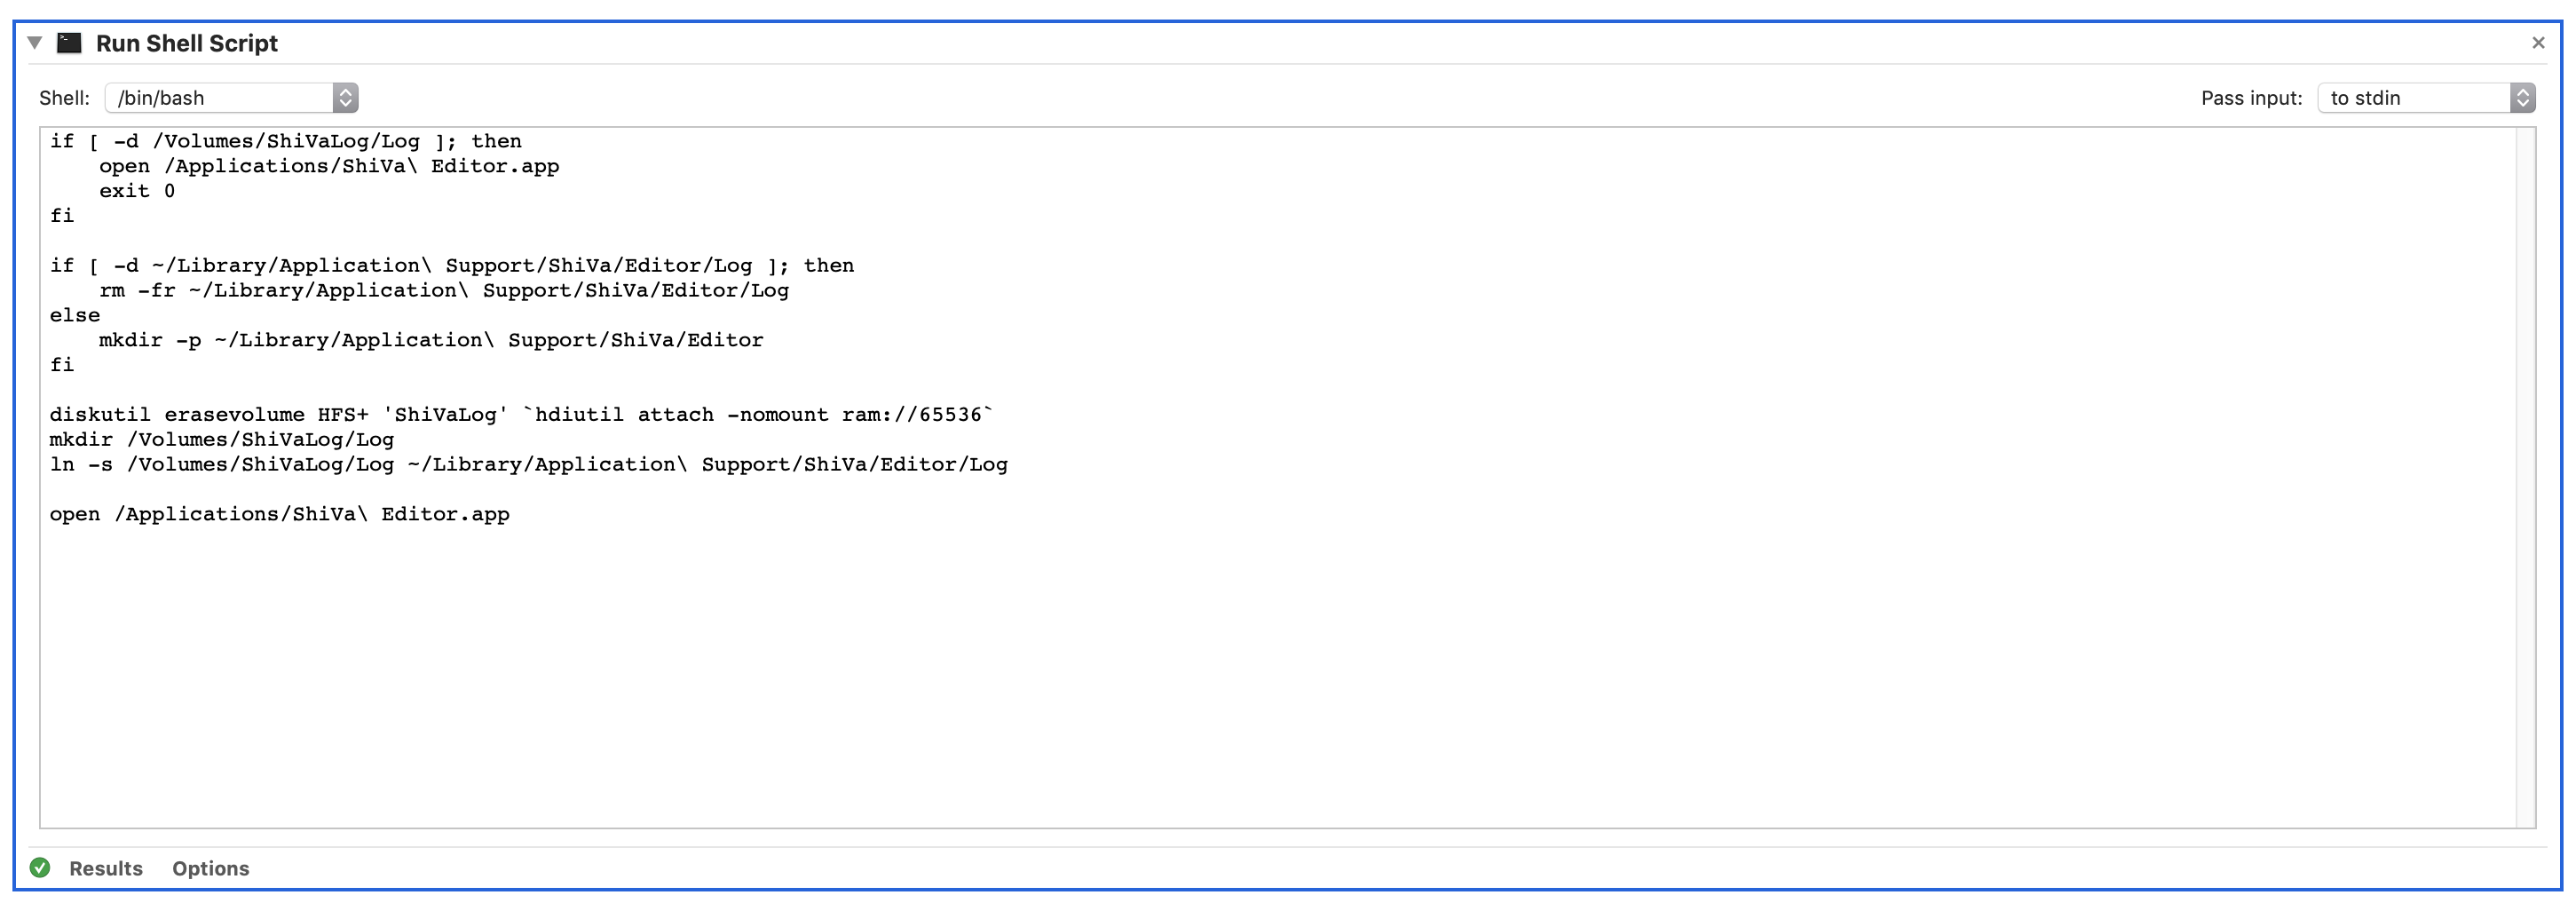 Run Shell Script
Shell: /bin/bash Pass input: to stdin
if [ -d /Volumes/ShiVaLog/Log ]; then
    open /Applications/ShiVa\ Editor.app
    exit 0
fi

if [ -d ~/Library/Application\ Support/ShiVa/Editor/Log ]; then
    rm -fr ~/Library/Application\ Support/ShiVa/Editor/Log
else
    mkdir -p ~/Library/Application\ Support/ShiVa/Editor
fi

diskutil erasevolume HFS+ 'ShiVaLog' `hdiutil attach -nomount ram://65536`
mkdir /Volumes/ShiVaLog/Log
ln -s /Volumes/ShiVaLog/Log ~/Library/Application\ Support/ShiVa/Editor/Log

open /Applications/ShiVa\ Editor.app
Results Options